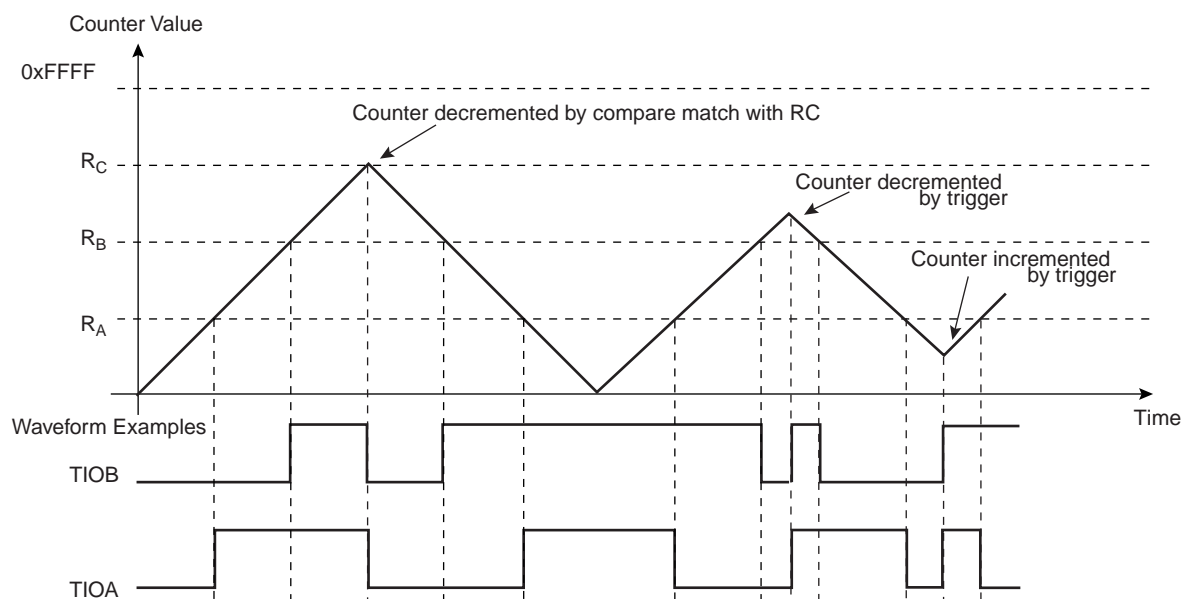 Counter Value
0xFFFF
Counter decremented by compare match with RC
RC
Counter decremented
by trigger
RB
Counter incremented
by trigger
RA
Time
Waveform Examples
TIOB
TIOA